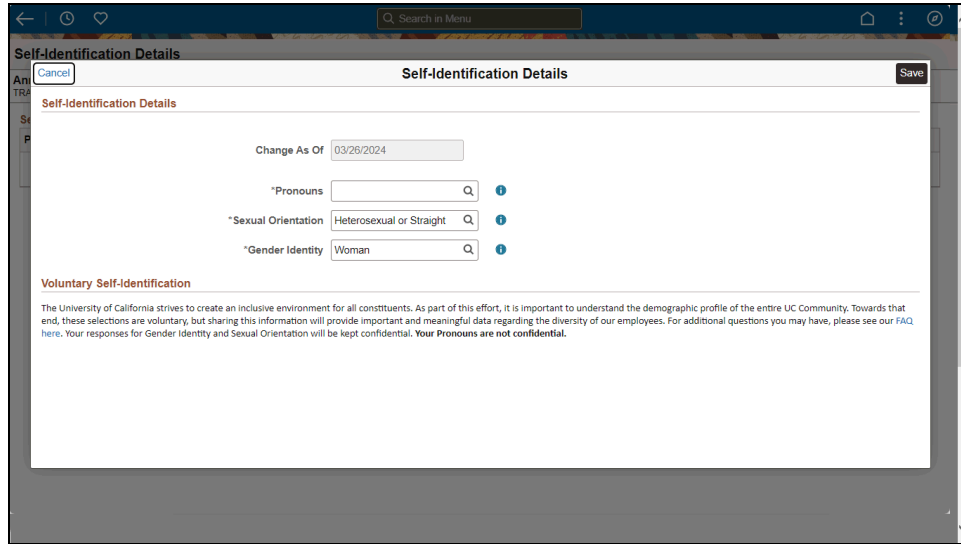 Search in Menu
Self-Identification Details
Cancel
Self-Identification Details
Save
An
TRA
Self-Identification Details
Se
P
Change As Of 03/26/2024
*Pronouns
*Sexual Orientation Heterosexual or Straight
*Gender Identity Woman
Voluntary Self-Identification
The University of California strives to create an inclusive environment for all constituents. As part of this effort, it is important to understand the demographic profile of the entire UC Community. Towards that
end, these selections are voluntary, but sharing this information will provide important and meaningful data regarding the diversity of our employees. For additional questions you may have, please see our FAQ
here. Your responses for Gender Identity and Sexual Orientation will be kept confidential. Your Pronouns are not confidential.